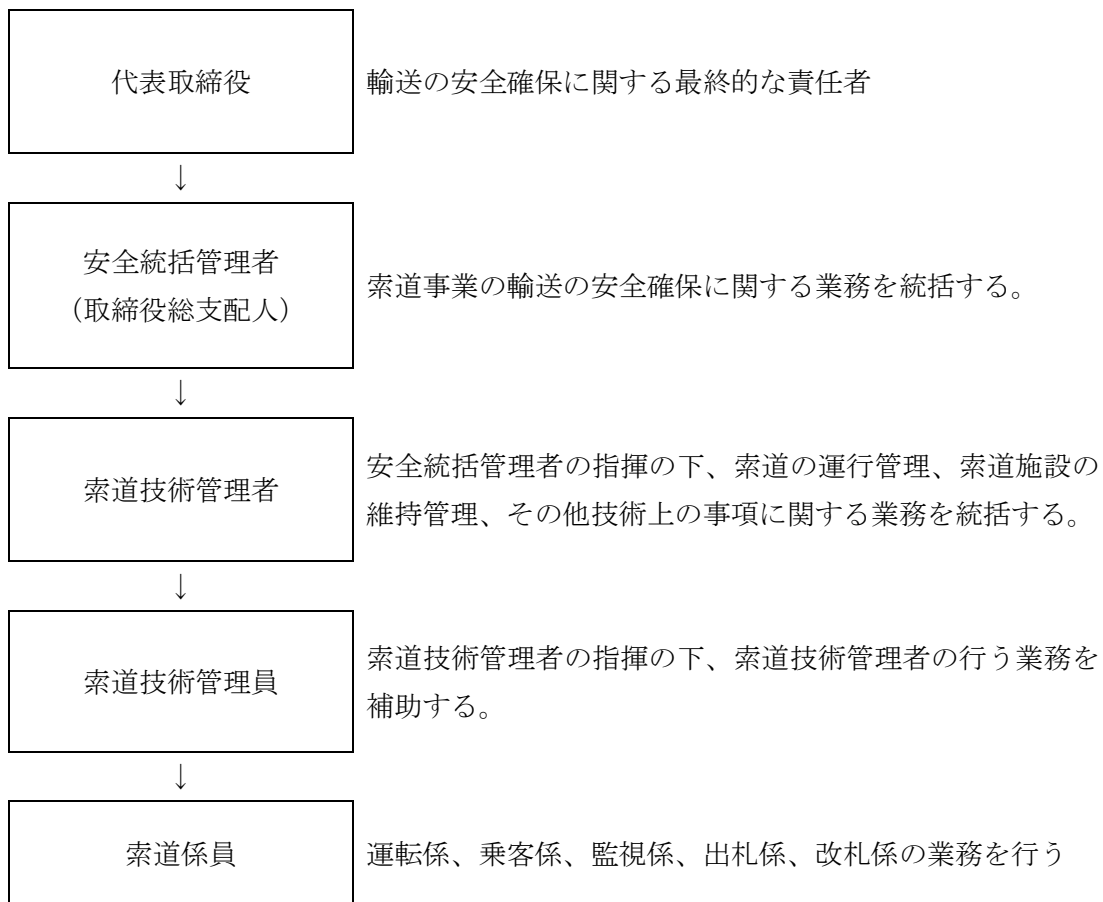 代表取締役
輸送の安全確保に関する最終的な責任者
↓
安全統括管理者
（取締役総支配人）
索道事業の輸送の安全確保に関する業務を統括する。
↓
索道技術管理者
安全統括管理者の指揮の下、索道の運行管理、索道施設の
維持管理、その他技術上の事項に関する業務を統括する。
↓
索道技術管理員
索道技術管理者の指揮の下、索道技術管理者の行う業務を
補助する。
↓
索道係員
運転係、乗客係、監視係、出札係、改札係の業務を行う